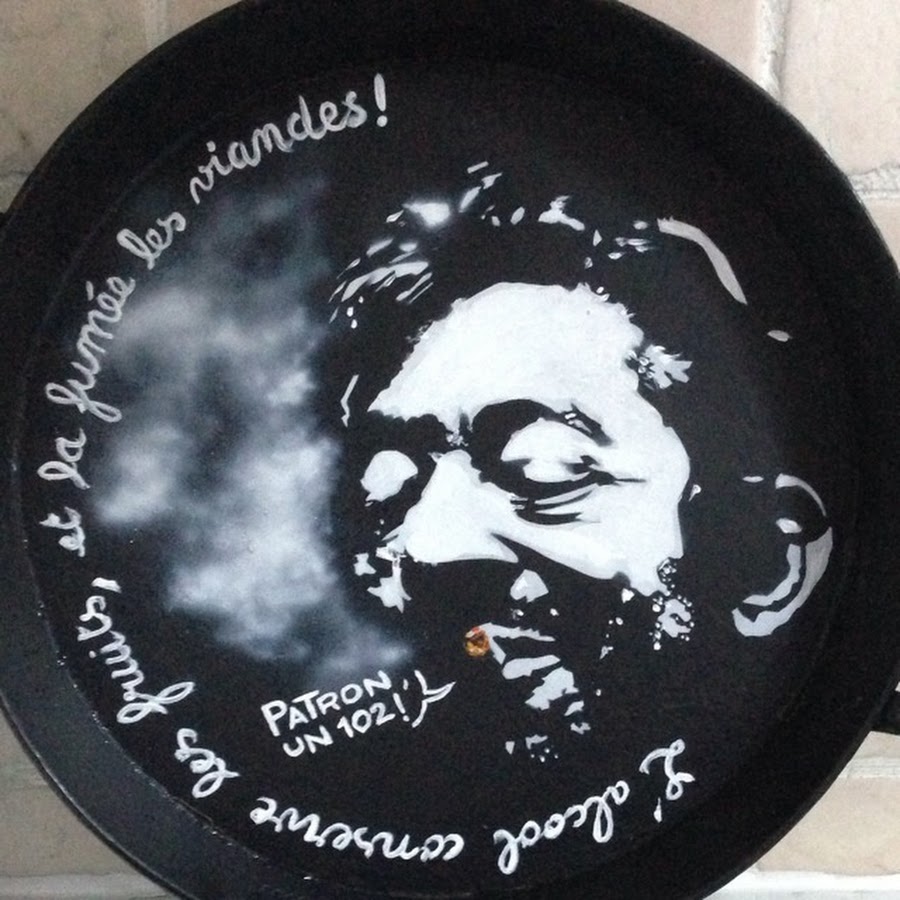 L'alcool conserve les fruits, et la fumée les viandes !
PATRON
UN 102 !